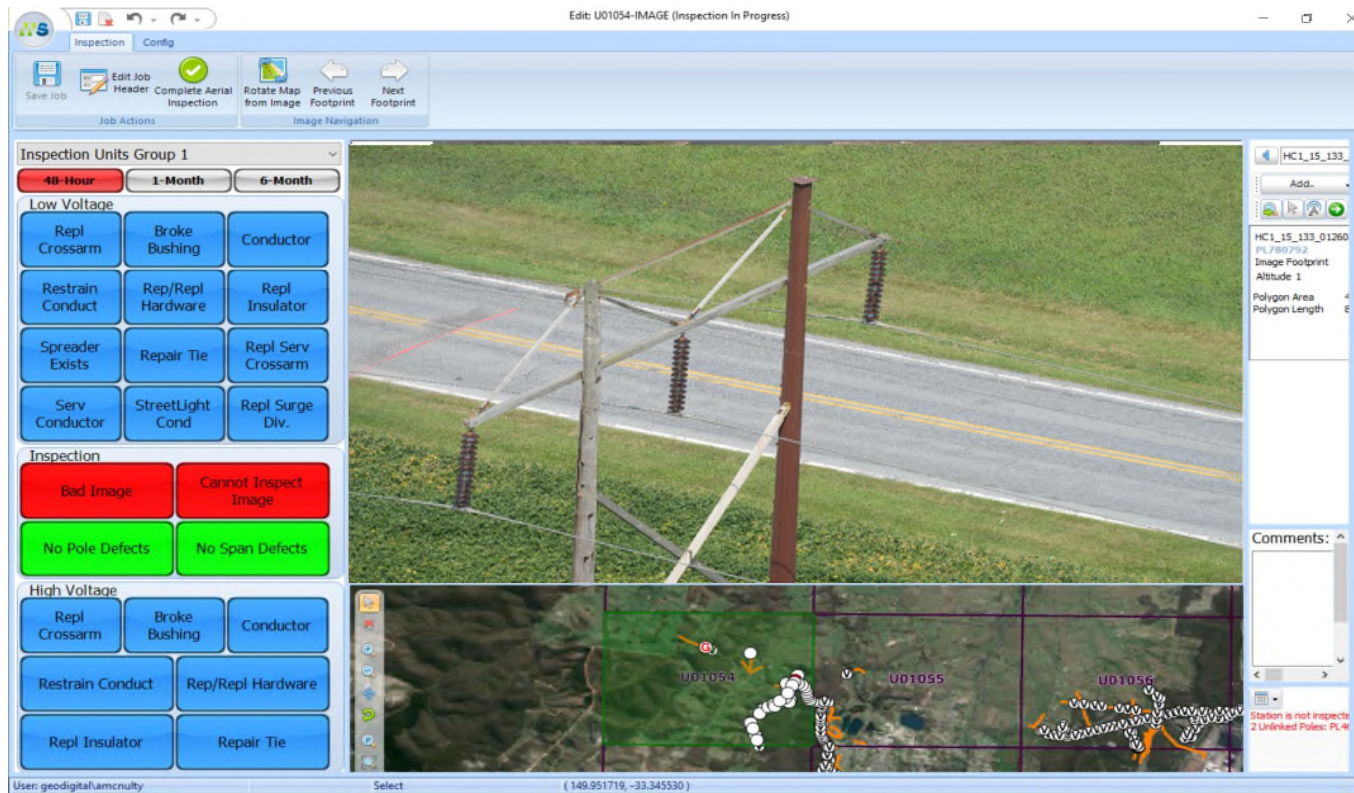 Edit: U01054-IMAGE (Inspection In Progress)
Inspection Config
Save Job
Edit Job
Header
Complete Aerial
Inspection
Rotate Map
from Image
Previous
Footprint
Next
Footprint
Job Actions
Image Navigation
Inspection Units Group 1
48-Hour 1-Month 6-Month
Low Voltage
Repl
Crossarm
Broke
Bushing
Conductor
Restrain
Conduct
Rep/Repl
Hardware
Repl
Insulator
Spreader
Exists
Repair Tie
Repl Serv
Crossarm
Serv
Conductor
StreetLight
Cond
Repl Surge
Div.
Inspection
Bad Image
Cannot Inspect
Image
No Pole Defects
No Span Defects
High Voltage
Repl
Crossarm
Broke
Bushing
Conductor
Restrain Conduct
Rep/Repl Hardware
Repl Insulator
Repair Tie
G
U01054
U01055
U01056
HC1_15_133_
Add..
HC1_15_133_01260
PL780792
Image Footprint
Altitude 1
Polygon Area 4
Polygon Length 8
Comments:
Station is not inspecte
2 Unlinked Poles: PL4
User: geodigital\amcnulty
Select
( 149.951719, -33.345530 )